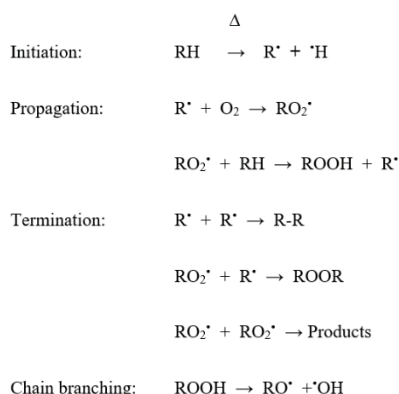 Δ
Initiation: RH → R• + •H
Propagation: R• + O₂ → RO₂•
RO₂• + RH → ROOH + R•
Termination: R• + R• → R-R
RO₂• + R• → ROOR
RO₂• + RO₂• → Products
Chain branching: ROOH → RO• +•OH